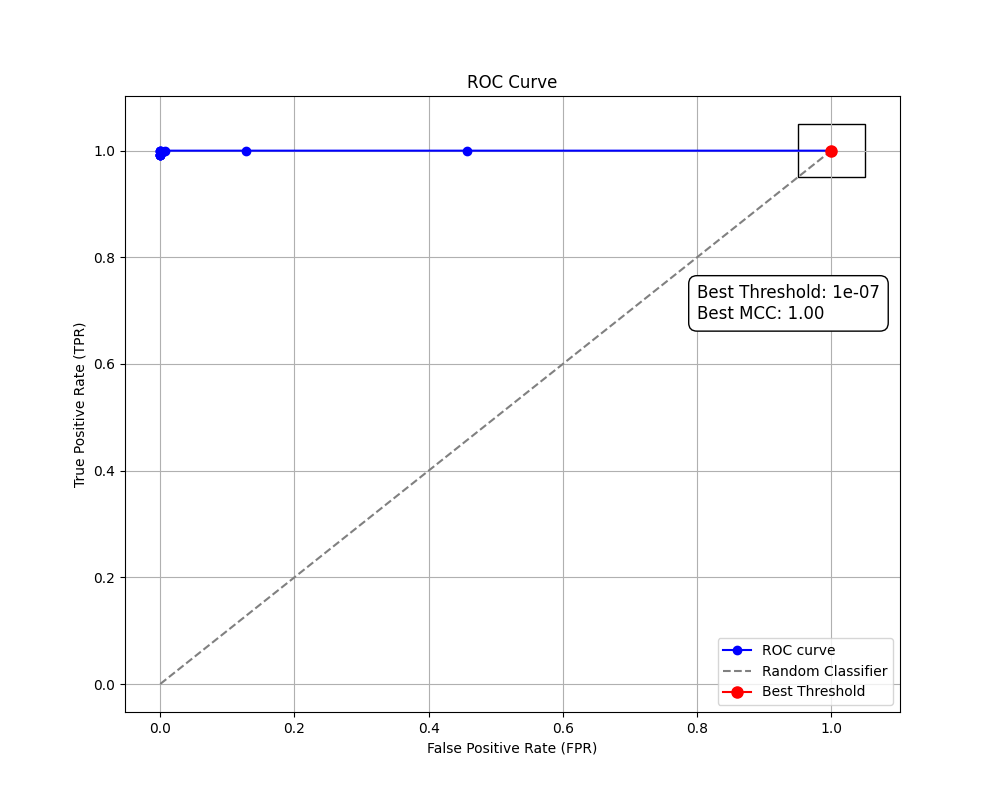 ROC Curve
1.0
0.8
0.6
0.4
0.2
0.0
True Positive Rate (TPR)
Best Threshold: 1e-07
Best MCC: 1.00
ROC curve
Random Classifier
Best Threshold
0.0 0.2 0.4 0.6 0.8 1.0
False Positive Rate (FPR)